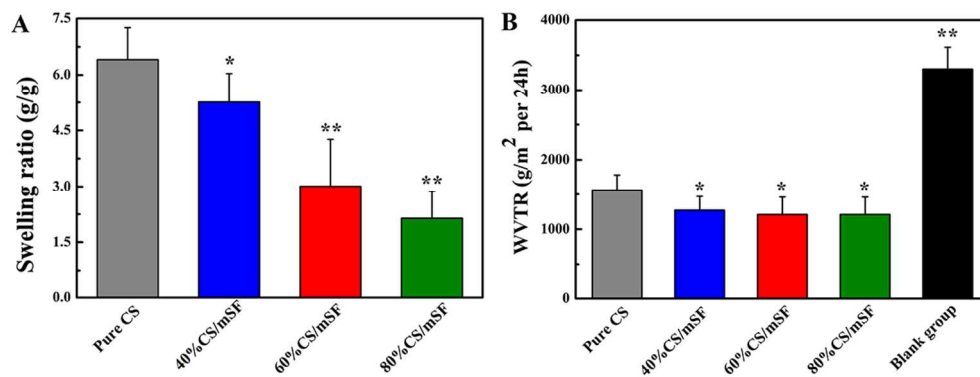 A
Swelling ratio (g/g)
7.5
6.0
4.5
3.0
1.5
0.0
*
**
**
Pure CS
40%CS/mSF
60%CS/mSF
80%CS/mSF
B
WVTR (g/m² per 24h)
4000
3000
2000
1000
0
*
*
*
**
Pure CS
40%CS/mSF
60%CS/mSF
80%CS/mSF
Blank group